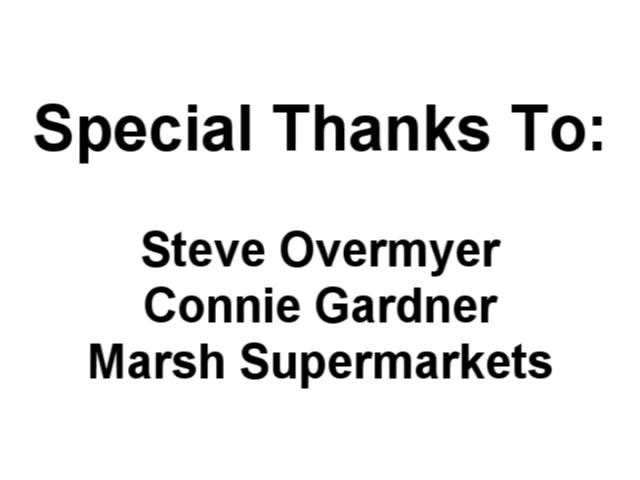 Special Thanks To:
Steve Overmyer
Connie Gardner
Marsh Supermarkets